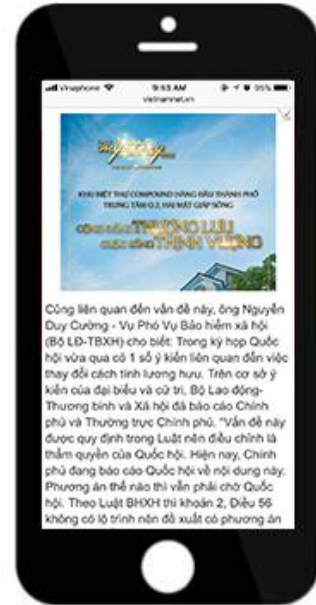 Vinaphone
9:53 AM
95%
vietnamnet.vn
KHU BIỆT THỰ COMPOUND HÀNG ĐẦU THÀNH PHỐ
TRUNG TÂM Q.2, HAI MẶT GIÁP SÔNG
CỘNG ĐỒNG THƯỢNG LƯU
CUỘC SỐNG THỊNH VƯỢNG
Cũng liên quan đến vấn đề này, ông Nguyễn
Duy Cường - Vụ Phó Vụ Bảo hiểm xã hội
(Bộ LĐ-TBXH) cho biết: Trong kỳ họp Quốc
hội vừa qua có 1 số ý kiến liên quan đến việc
thay đổi cách tính lương hưu. Trên cơ sở ý
kiến của đại biểu và cử tri, Bộ Lao động-
Thương binh và Xã hội đã báo cáo Chính
phủ và Thường trực Chính phủ. "Vấn đề này
được quy định trong Luật nên điều chỉnh là
thẩm quyền của Quốc hội. Hiện nay, Chính
phủ đang báo cáo Quốc hội về nội dung này.
Phương án thế nào thì vẫn phải chờ Quốc
hội. Theo Luật BHXH thì khoản 2, Điều 56
không có lộ trình nên đề xuất có phương án